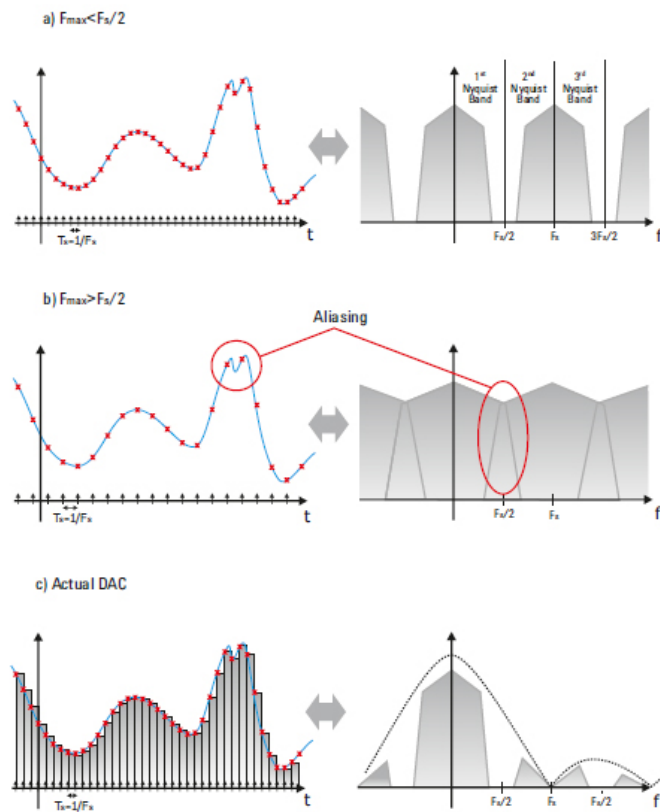 a) Fmax<Fs/2
1st Nyquist Band
2nd Nyquist Band
3rd Nyquist Band
t
Ts=1/Fs
Fs/2
Fs
3Fs/2
f
b) Fmax>Fs/2
Aliasing
t
Ts=1/Fs
Fs/2
Fs
f
c) Actual DAC
t
Ts=1/Fs
Fs/2
Fs
Fs/2
f